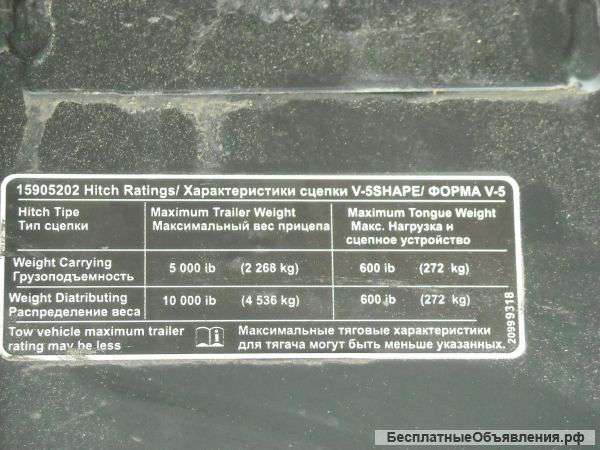 15905202 Hitch Ratings/ Характеристики сцепки V-5SHAPE/ ФОРМА V-5
Hitch Tipe Maximum Trailer Weight Maximum Tongue Weight
Тип сцепки Максимальный вес прицепа Макс. Нагрузка н
сцепное устройство
Weight Carrying 5 000 ib (2 268 kg) 600 ib (272 kg)
Грузоподъемность
Weight Diatributing 10 000 ib (4 536 kg) 600 ib (272 kg)
Распределение веса
Tow vehicle maximum trailer
rating may be less
Максимальные тяговые характеристики
для тягача могут быть меньше указанных.
20999318
БесплатныеОбъявления.рф